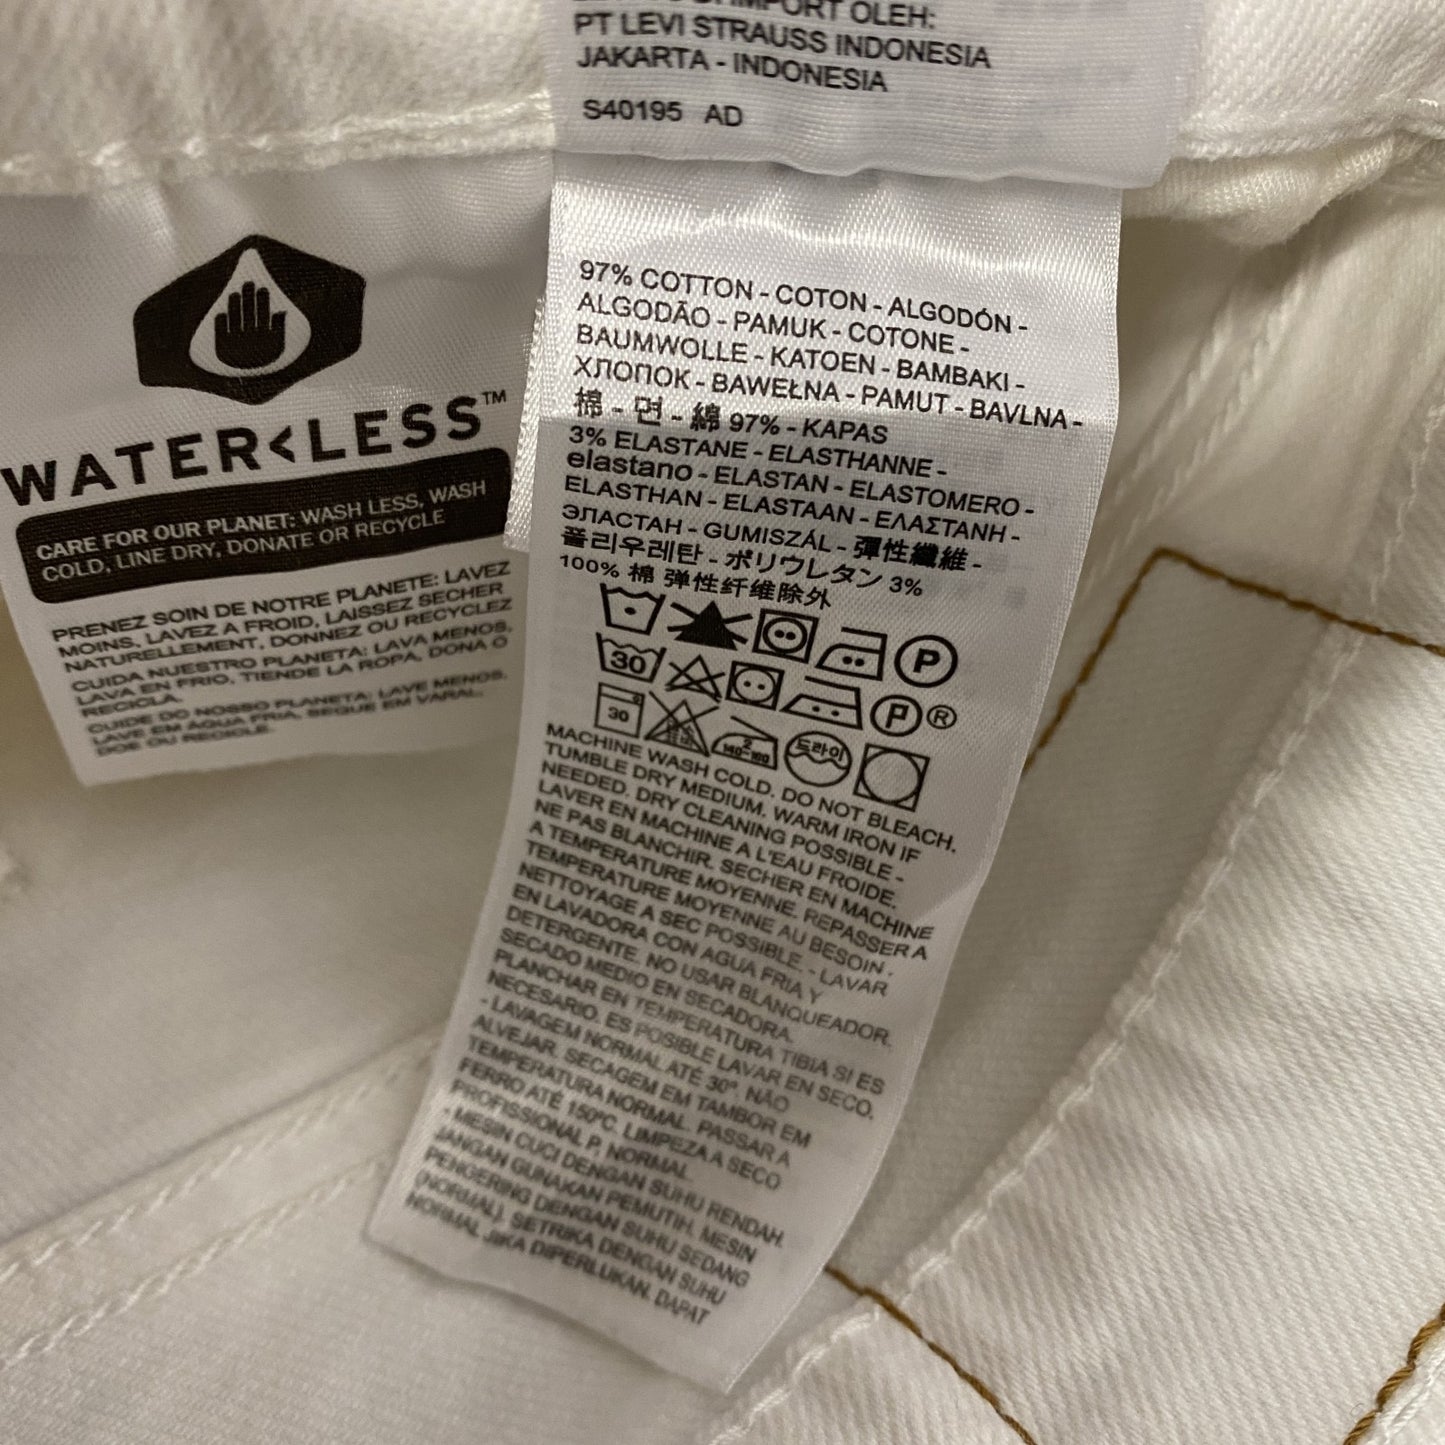 PT LEVI STRAUSS INDONESIA
JAKARTA - INDONESIA
S40195 AD
WATER<LESS™
CARE FOR OUR PLANET: WASH LESS, WASH
COLD, LINE DRY, DONATE OR RECYCLE
PRENEZ SOIN DE NOTRE PLANETE: LAVEZ
MOINS, LAVEZ A FROID, LAISSEZ SECHER
NATURELLEMENT, DONNEZ OU RECYCLEZ
CUIDA NUESTRO PLANETA: LAVA MENOS,
LAVA EN FRIO, TIENDE LA ROPA, DONA O
RECICLA.
CUIDE DO NOSSO PLANETA: LAVE MENOS,
LAVE EM AGUA FRIA, SEQUE EM VARAL,
DOE OU RECICLE.
97% COTTON - COTON - ALGODÓN -
ALGODÃO - PAMUK - COTONE -
BAUMWOLLE - KATOEN - BAMBAKI -
ХЛОПОК - BAWEŁNA - PAMUT - BAVLNA -
棉 - 면 - 綿 97% - KAPAS
3% ELASTANE - ELASTHANNE -
elastano - ELASTAN - ELASTOMERO -
ELASTHAN - ELASTAAN - ΕΛΑΣΤΑΝΗ -
ЭЛАСТАН - GUMISZÁL - 彈性纖維 -
폴리우레탄 - ポリウレタン 3%
100% 棉 弹性纤维除外
P
30 P ®
30 2 140-160 드라이
MACHINE WASH COLD. DO NOT BLEACH.
TUMBLE DRY MEDIUM. WARM IRON IF
NEEDED. DRY CLEANING POSSIBLE -
LAVER EN MACHINE A L'EAU FROIDE.
NE PAS BLANCHIR. SECHER EN MACHINE
A TEMPERATURE MOYENNE. REPASSER A
TEMPERATURE MOYENNE AU BESOIN.
NETTOYAGE A SEC POSSIBLE. - LAVAR
EN LAVADORA CON AGUA FRIA Y
DETERGENTE. NO USAR BLANQUEADOR.
SECADO MEDIO EN SECADORA.
PLANCHAR EN TEMPERATURA TIBIA SI ES
NECESARIO. ES POSIBLE LAVAR EN SECO.
- LAVAGEM NORMAL ATÉ 30º. NÃO
ALVEJAR. SECAGEM EM TAMBOR EM
TEMPERATURA NORMAL. PASSAR A
FERRO ATÉ 150ºC. LIMPEZA A SECO
PROFISSIONAL P, NORMAL.
- MESIN CUCI DENGAN SUHU RENDAH.
JANGAN GUNAKAN PEMUTIH. MESIN
PENGERING DENGAN SUHU SEDANG
(NORMAL). SETRIKA DENGAN SUHU
NORMAL JIKA DIPERLUKAN. DAPAT